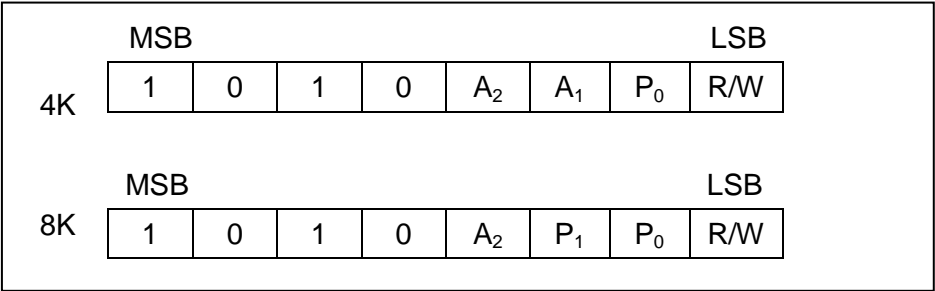 MSB LSB
4K 1 0 1 0 A₂ A₁ P₀ R/W
MSB LSB
8K 1 0 1 0 A₂ P₁ P₀ R/W